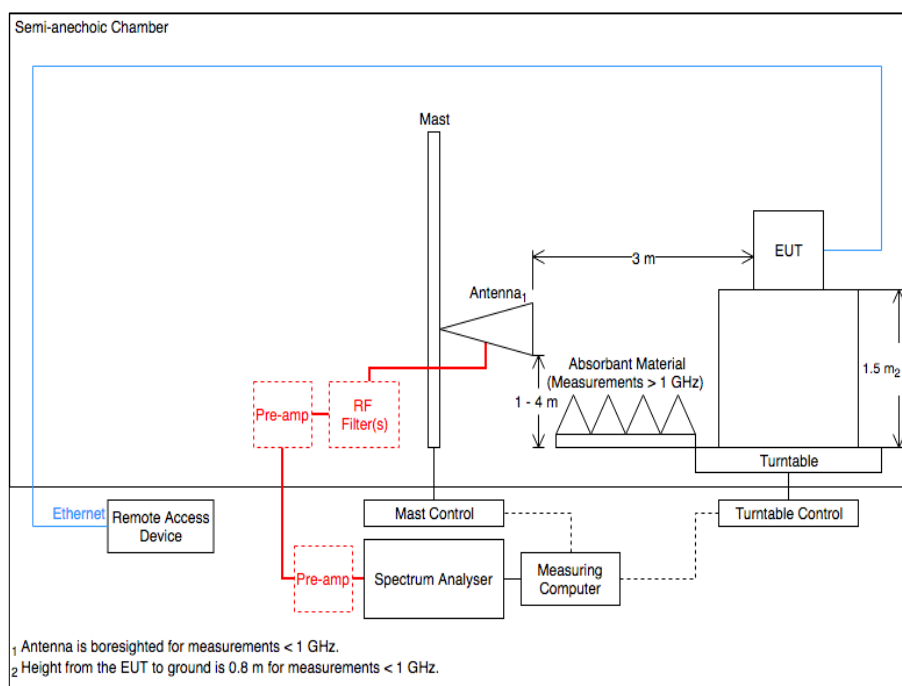 Semi-anechoic Chamber
Mast
EUT
3 m
Antenna1
1.5 m2
Absorbant Material
(Measurements > 1 GHz)
1 - 4 m
Pre-amp
RF
Filter(s)
Turntable
Ethernet
Remote Access
Device
Mast Control
Turntable Control
Pre-amp
Spectrum Analyser
Measuring
Computer
1 Antenna is boresighted for measurements < 1 GHz.
2 Height from the EUT to ground is 0.8 m for measurements < 1 GHz.